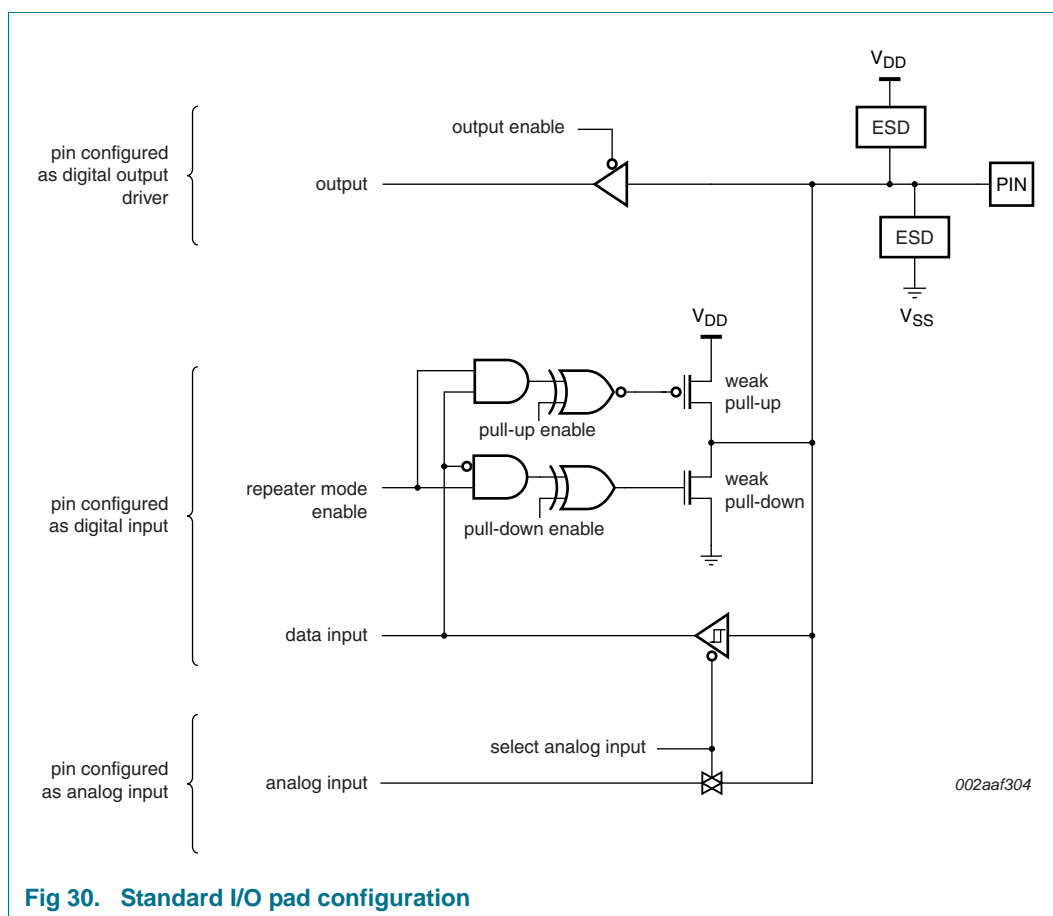 VDD
ESD
output enable
pin configured
as digital output
driver
output
PIN
ESD
VSS
VDD
weak
pull-up
pull-up enable
repeater mode
enable
weak
pull-down
pull-down enable
pin configured
as digital input
data input
select analog input
pin configured
as analog input
analog input
002aaf304
Fig 30. Standard I/O pad configuration